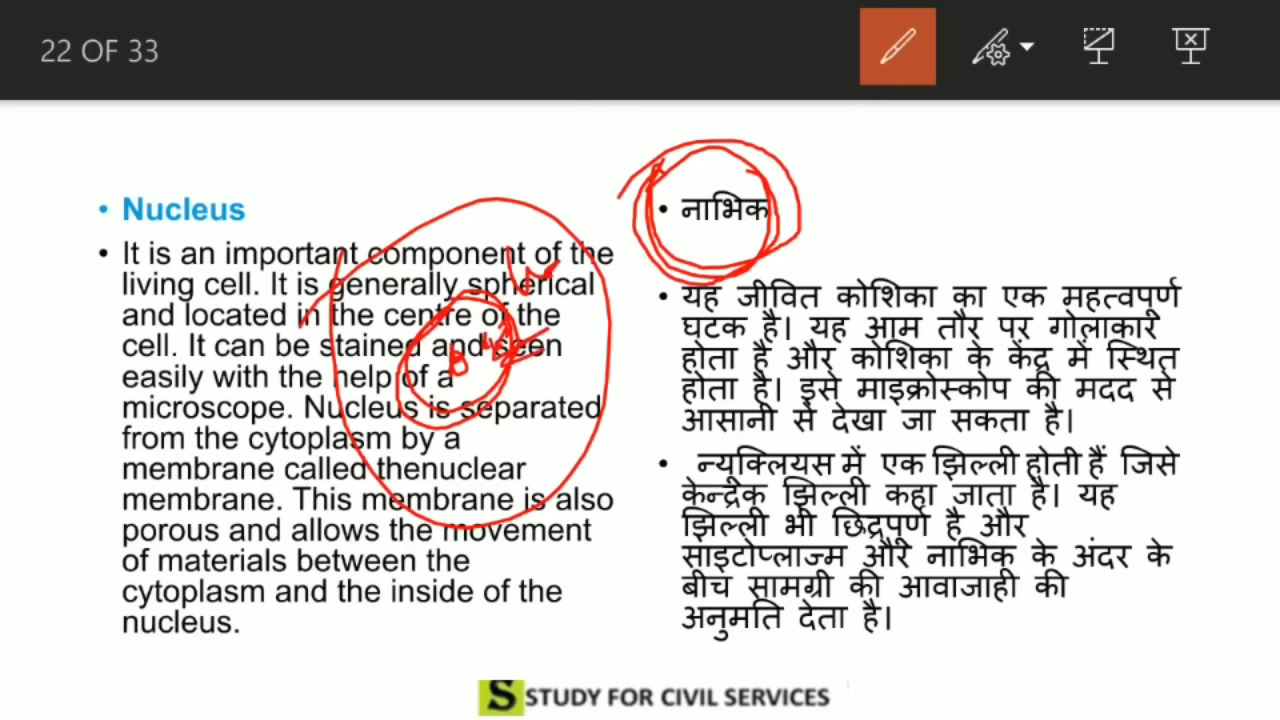 22 OF 33
• Nucleus
• It is an important component of the
living cell. It is generally spherical
and located in the centre of the
cell. It can be stained and seen
easily with the help of a
microscope. Nucleus is separated
from the cytoplasm by a
membrane called thenuclear
membrane. This membrane is also
porous and allows the movement
of materials between the
cytoplasm and the inside of the
nucleus.
• नाभिक
• यह जीवित कोशिका का एक महत्वपूर्ण
घटक है। यह आम तौर पर गोलाकार
होता है और कोशिका के केंद्र में स्थित
होता है। इसे माइक्रोस्कोप की मदद से
आसानी से देखा जा सकता है।
• न्यूक्लियस में एक झिल्ली होती हैं जिसे
केन्द्रक झिल्ली कहा जाता है। यह
झिल्ली भी छिद्रपूर्ण है और
साइटोप्लाज्म और नाभिक के अंदर के
बीच सामग्री की आवाजाही की
अनुमति देता है।
S STUDY FOR CIVIL SERVICES